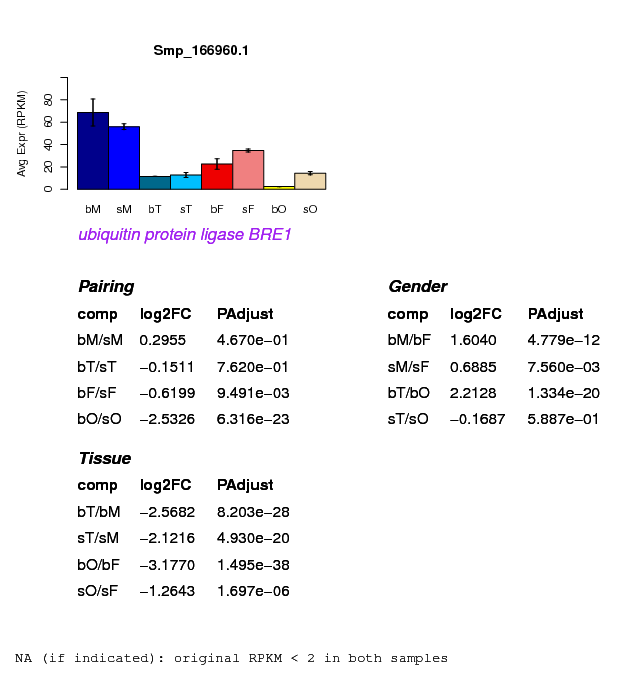 Smp_166960.1
Avg Expr (RPKM)
0 20 40 60 80
bM sM bT sT bF sF bO sO
ubiquitin protein ligase BRE1
Pairing
comp log2FC PAdjust
bM/sM 0.2955 4.670e−01
bT/sT −0.1511 7.620e−01
bF/sF −0.6199 9.491e−03
bO/sO −2.5326 6.316e−23
Gender
comp log2FC PAdjust
bM/bF 1.6040 4.779e−12
sM/sF 0.6885 7.560e−03
bT/bO 2.2128 1.334e−20
sT/sO −0.1687 5.887e−01
Tissue
comp log2FC PAdjust
bT/bM −2.5682 8.203e−28
sT/sM −2.1216 4.930e−20
bO/bF −3.1770 1.495e−38
sO/sF −1.2643 1.697e−06
NA (if indicated): original RPKM < 2 in both samples